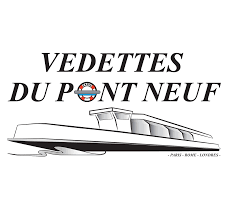 VEDETTES
DU PONT NEUF
- PARIS - ROME - LONDRES -